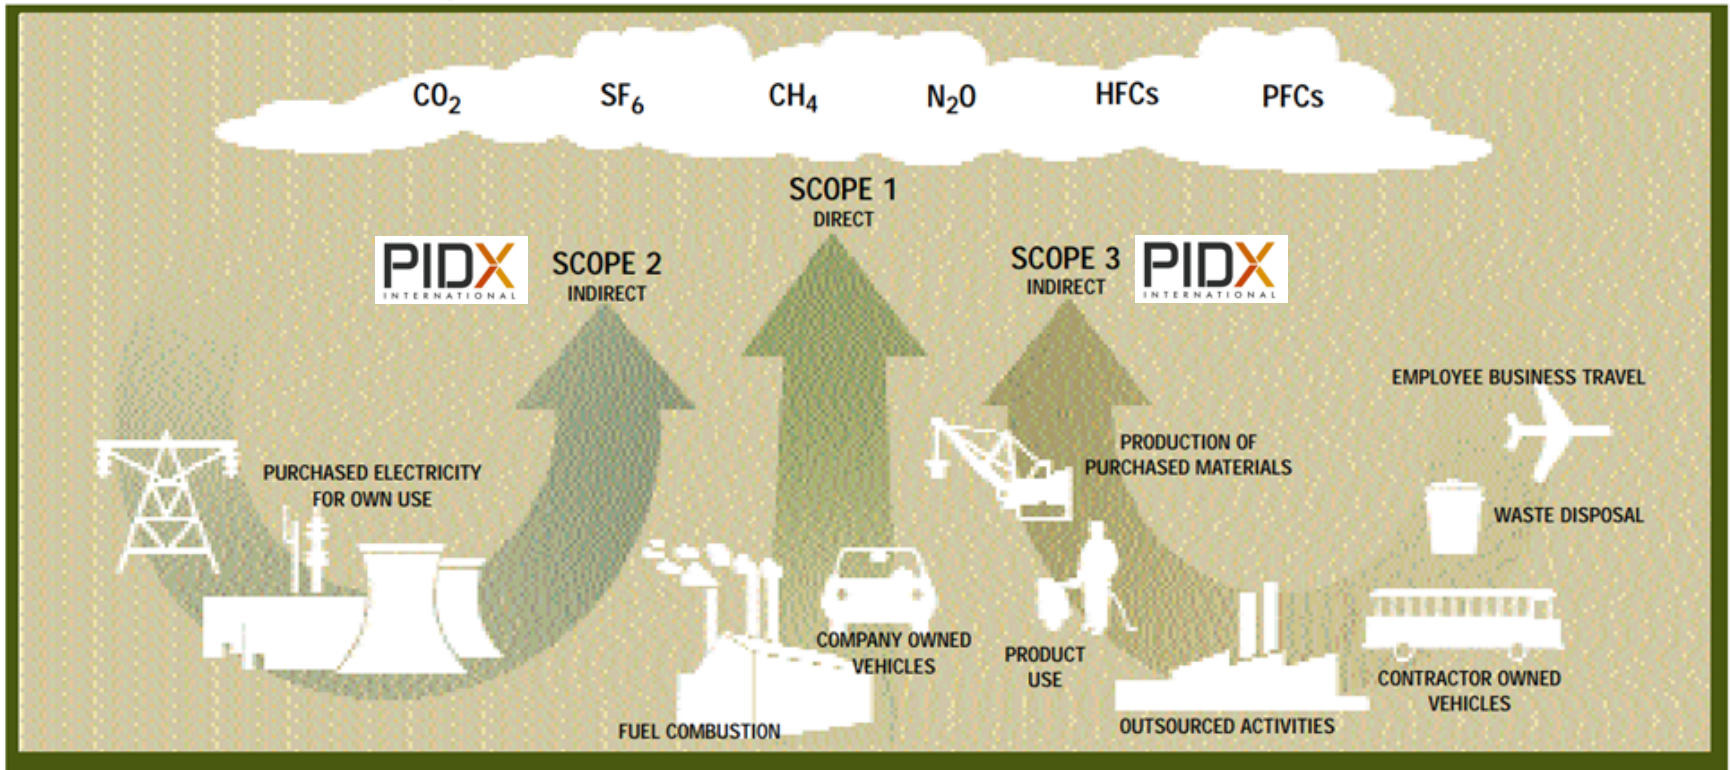 CO₂ SF₆ CH₄ N₂O HFCs PFCs
SCOPE 1
DIRECT
PIDX
INTERNATIONAL
SCOPE 2
INDIRECT
SCOPE 3
INDIRECT
PIDX
INTERNATIONAL
PURCHASED ELECTRICITY
FOR OWN USE
FUEL COMBUSTION
COMPANY OWNED
VEHICLES
PRODUCTION OF
PURCHASED MATERIALS
PRODUCT
USE
OUTSOURCED ACTIVITIES
EMPLOYEE BUSINESS TRAVEL
WASTE DISPOSAL
CONTRACTOR OWNED
VEHICLES